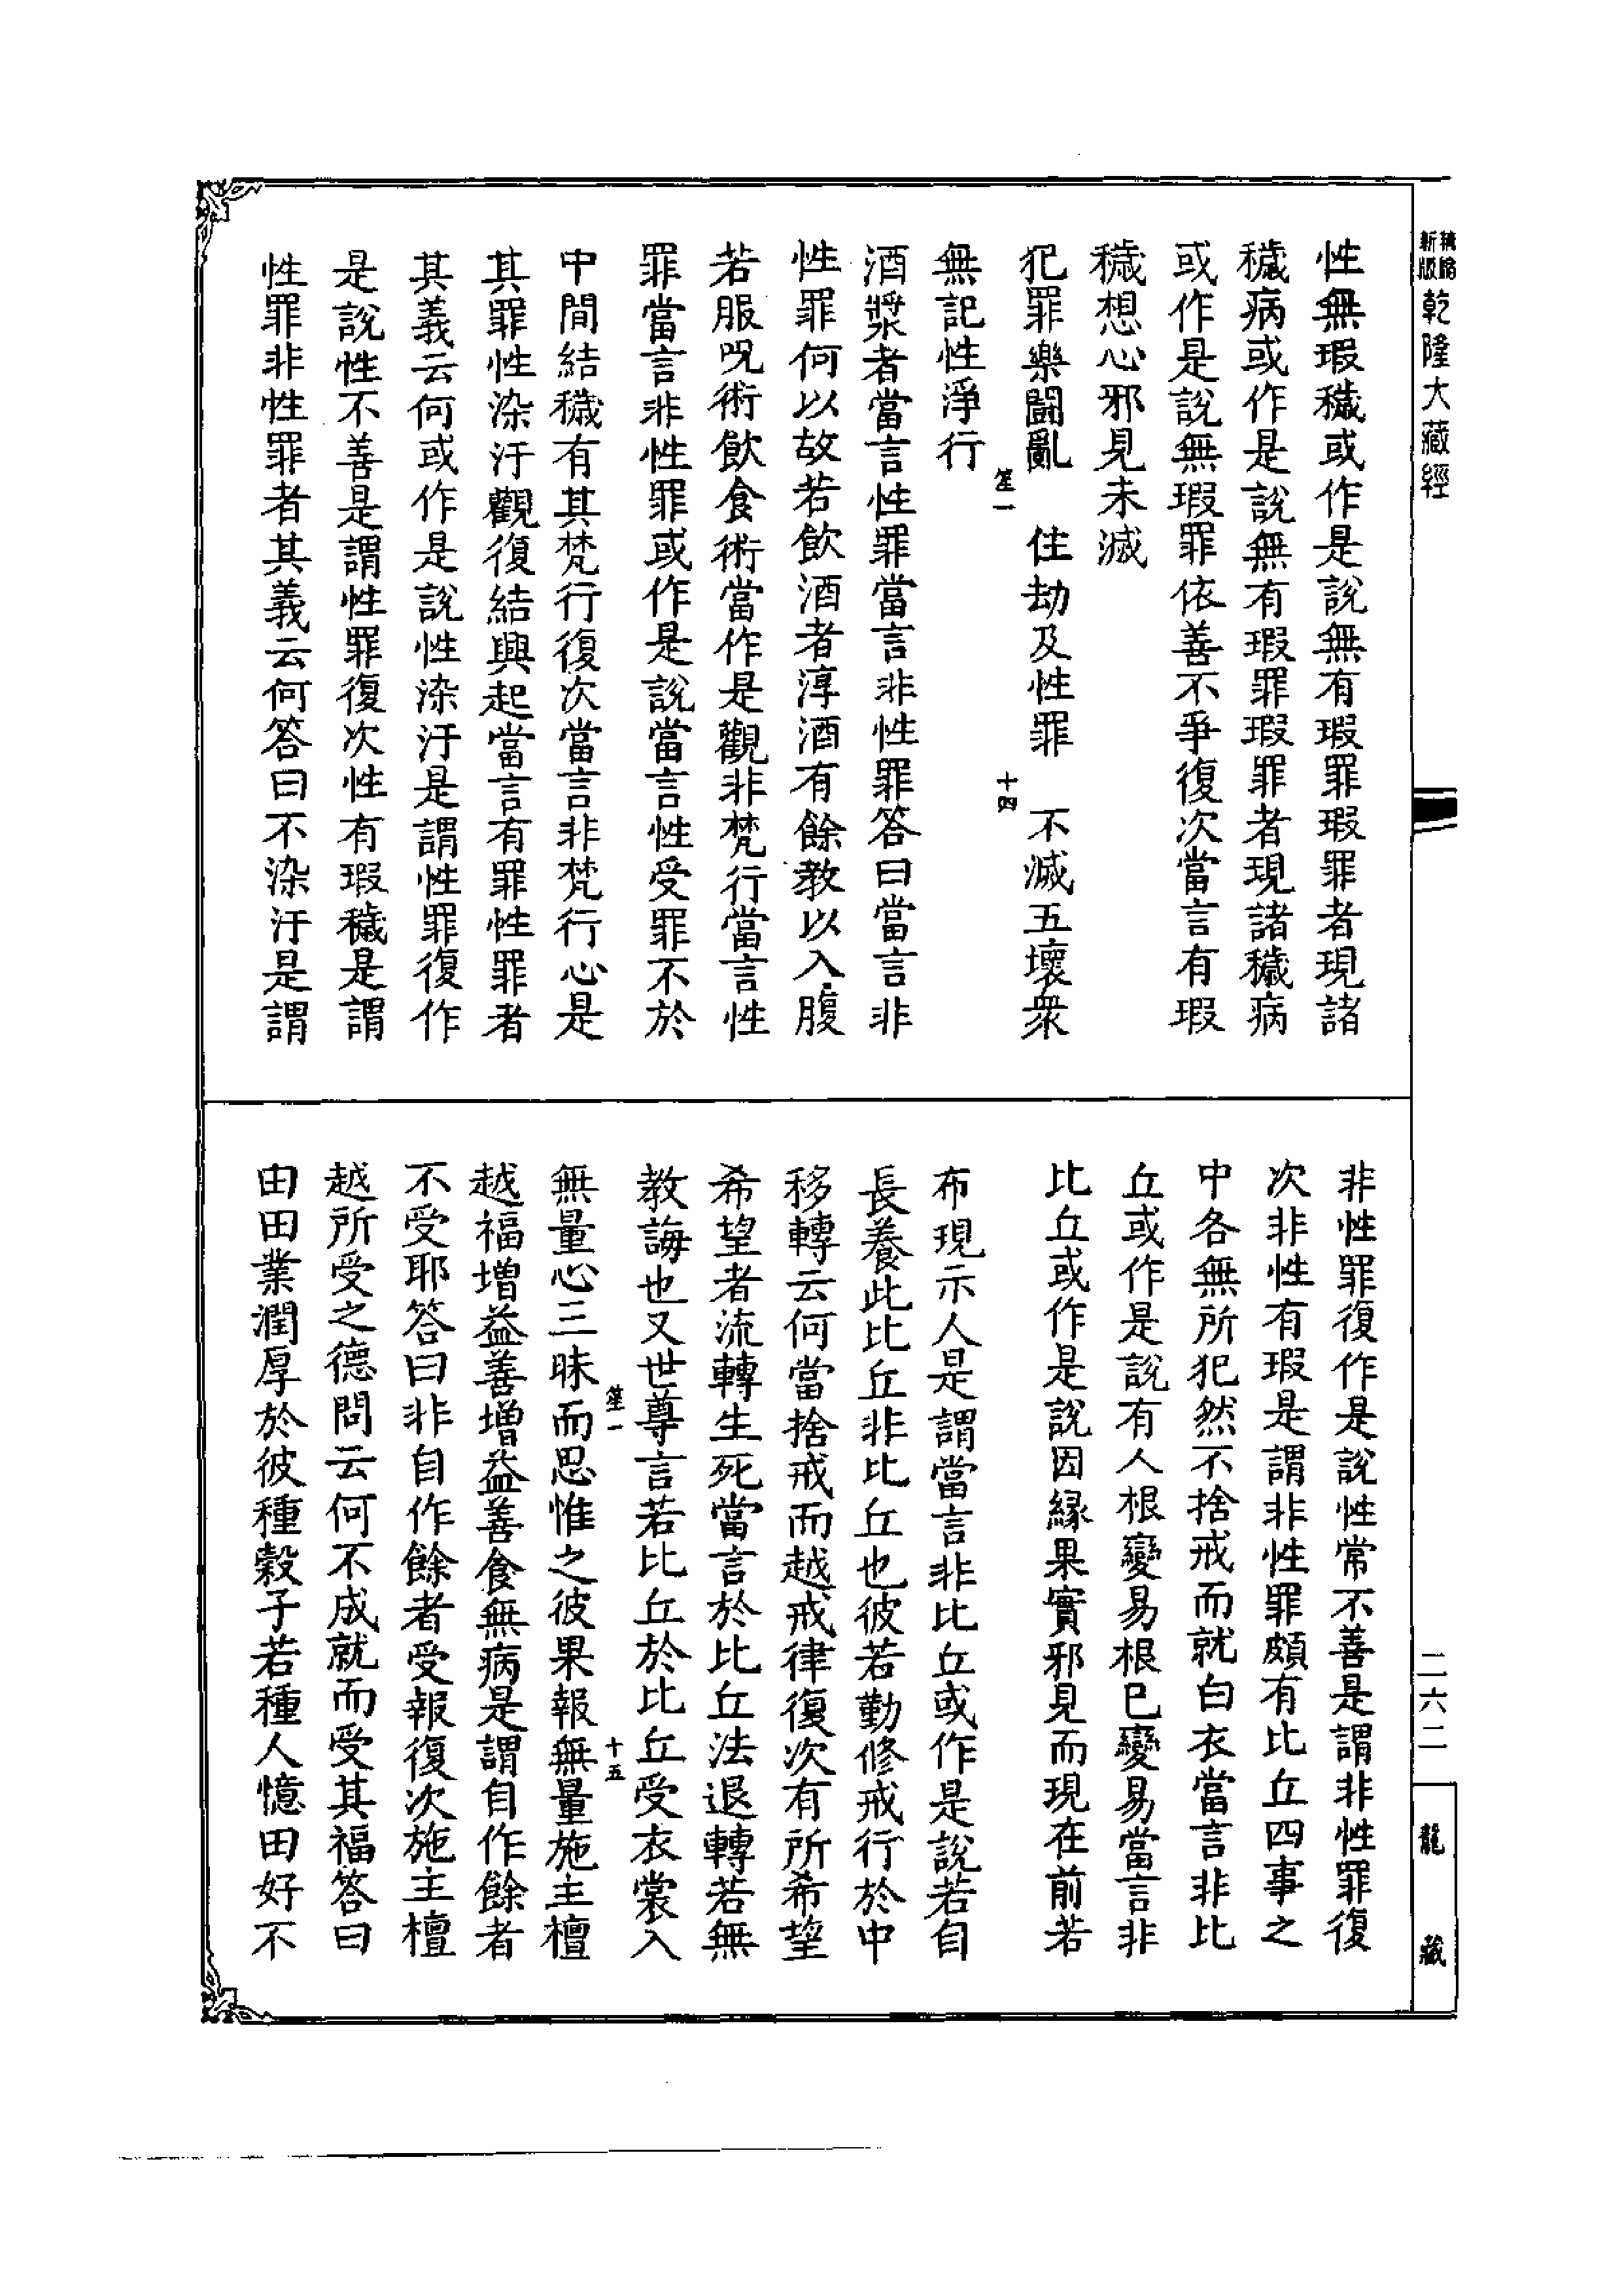 新版 精縮 乾隆大藏經
性無瑕穢或作是說無有瑕罪瑕罪者現諸
穢病或作是說無有瑕罪瑕罪者現諸穢病
或作是說無瑕罪依善不爭復次當言有瑕
穢想心邪見未滅
犯罪樂鬪亂 住劫及性罪 不滅五壞衆
無記性淨行
笙一 十四
酒漿者當言性罪當言非性罪答曰當言非
性罪何以故若飲酒者淳酒有餘教以入腹
若服呪術飲食術當作是觀非梵行當言性
罪當言非性罪或作是說當言性受罪不於
中間結穢有其梵行復次當言非梵行心是
其罪性染汙觀復結興起當言有罪性罪者
其義云何或作是說性染汙是謂性罪復作
是說性不善是謂性罪復次性有瑕穢是謂
性罪非性罪者其義云何答曰不染汙是謂
非性罪復作是說性常不善是謂非性罪復
次非性有瑕是謂非性罪頗有比丘四事之
中各無所犯然不捨戒而就白衣當言非比
丘或作是說有人根變易根已變易當言非
比丘或作是說因緣果實邪見而現在前若
布現示人是謂當言非比丘或作是說若自
長養此比丘非比丘也彼若勤修戒行於中
移轉云何當捨戒而越戒律復次有所希望
希望者流轉生死當言於比丘法退轉若無
教誨也又世尊言若比丘於比丘受衣裳入
笙一 十五
無量心三昧而思惟之彼果報無量施主檀
越福增益善增益善食無病是謂自作餘者
不受耶答曰非自作餘者受報復次施主檀
越所受之德問云何不成就而受其福答曰
由田業潤厚於彼種穀子若種人憶田好不
二六二
龍藏